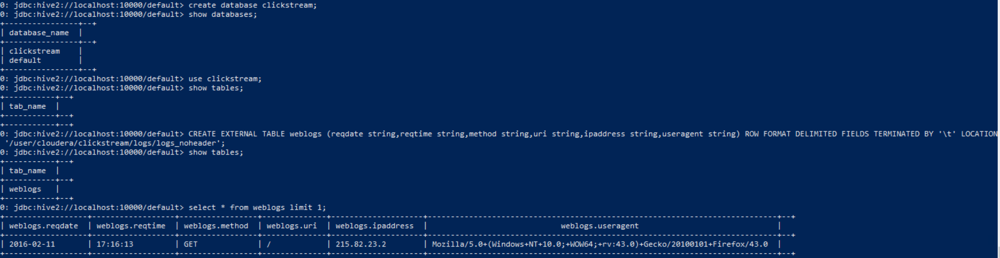 0: jdbc:hive2://localhost:10000/default> create database clickstream;
0: jdbc:hive2://localhost:10000/default> show databases;
+----------------+--+
| database_name  |
+----------------+--+
| clickstream    |
| default        |
+----------------+--+
0: jdbc:hive2://localhost:10000/default> use clickstream;
0: jdbc:hive2://localhost:10000/default> show tables;
+-----------+--+
| tab_name  |
+-----------+--+
+-----------+--+
0: jdbc:hive2://localhost:10000/default> CREATE EXTERNAL TABLE weblogs (reqdate string,reqtime string,method string,uri string,ipaddress string,useragent string) ROW FORMAT DELIMITED FIELDS TERMINATED BY '\t' LOCATION
 '/user/cloudera/clickstream/logs/logs_noheader';
0: jdbc:hive2://localhost:10000/default> show tables;
+-----------+--+
| tab_name  |
+-----------+--+
| weblogs   |
+-----------+--+
0: jdbc:hive2://localhost:10000/default> select * from weblogs limit 1;
+------------------+------------------+-----------------+--------------+--------------------+----------------------------------------------------------------------------+--+
| weblogs.reqdate  | weblogs.reqtime  | weblogs.method  | weblogs.uri  | weblogs.ipaddress  |                             weblogs.useragent                              |
+------------------+------------------+-----------------+--------------+--------------------+----------------------------------------------------------------------------+--+
| 2016-02-11       | 17:16:13         | GET             | /            | 215.82.23.2        | Mozilla/5.0+(Windows+NT+10.0;+WOW64;+rv:43.0)+Gecko/20100101+Firefox/43.0  |
+------------------+------------------+-----------------+--------------+--------------------+----------------------------------------------------------------------------+--+